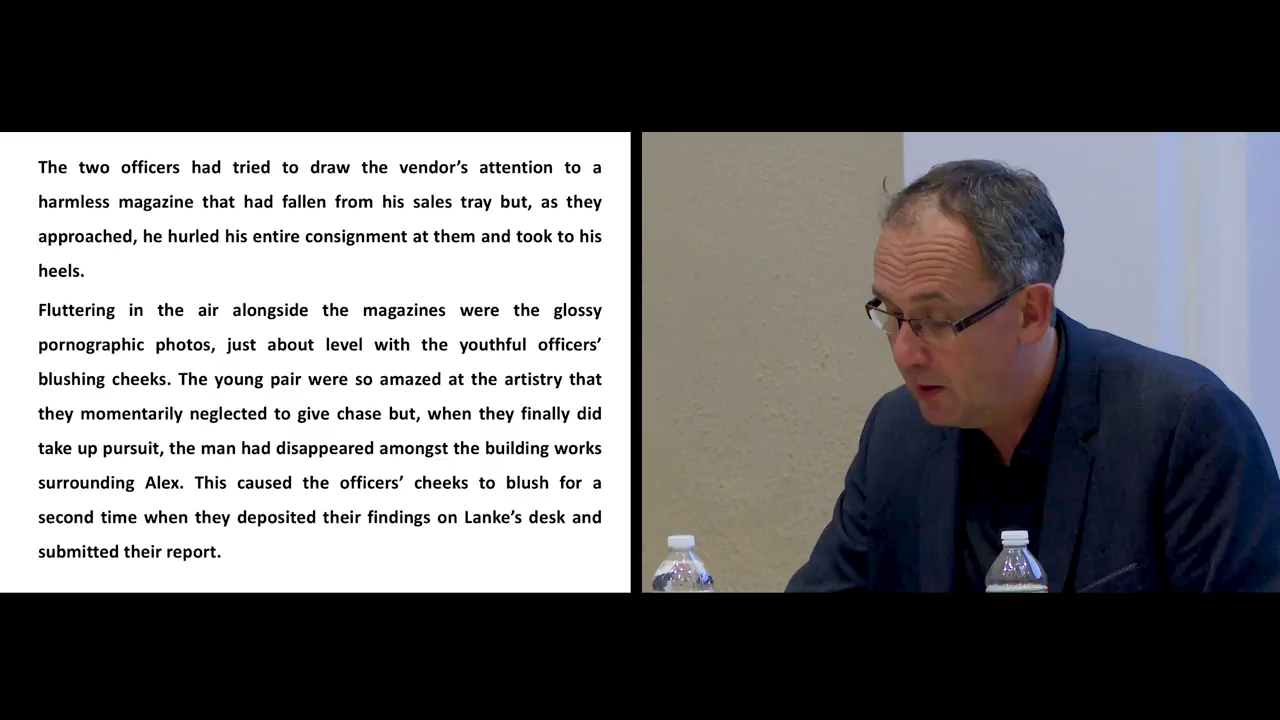 The two officers had tried to draw the vendor’s attention to a
harmless magazine that had fallen from his sales tray but, as they
approached, he hurled his entire consignment at them and took to his
heels.
Fluttering in the air alongside the magazines were the glossy
pornographic photos, just about level with the youthful officers’
blushing cheeks. The young pair were so amazed at the artistry that
they momentarily neglected to give chase but, when they finally did
take up pursuit, the man had disappeared amongst the building works
surrounding Alex. This caused the officers’ cheeks to blush for a
second time when they deposited their findings on Lanke’s desk and
submitted their report.